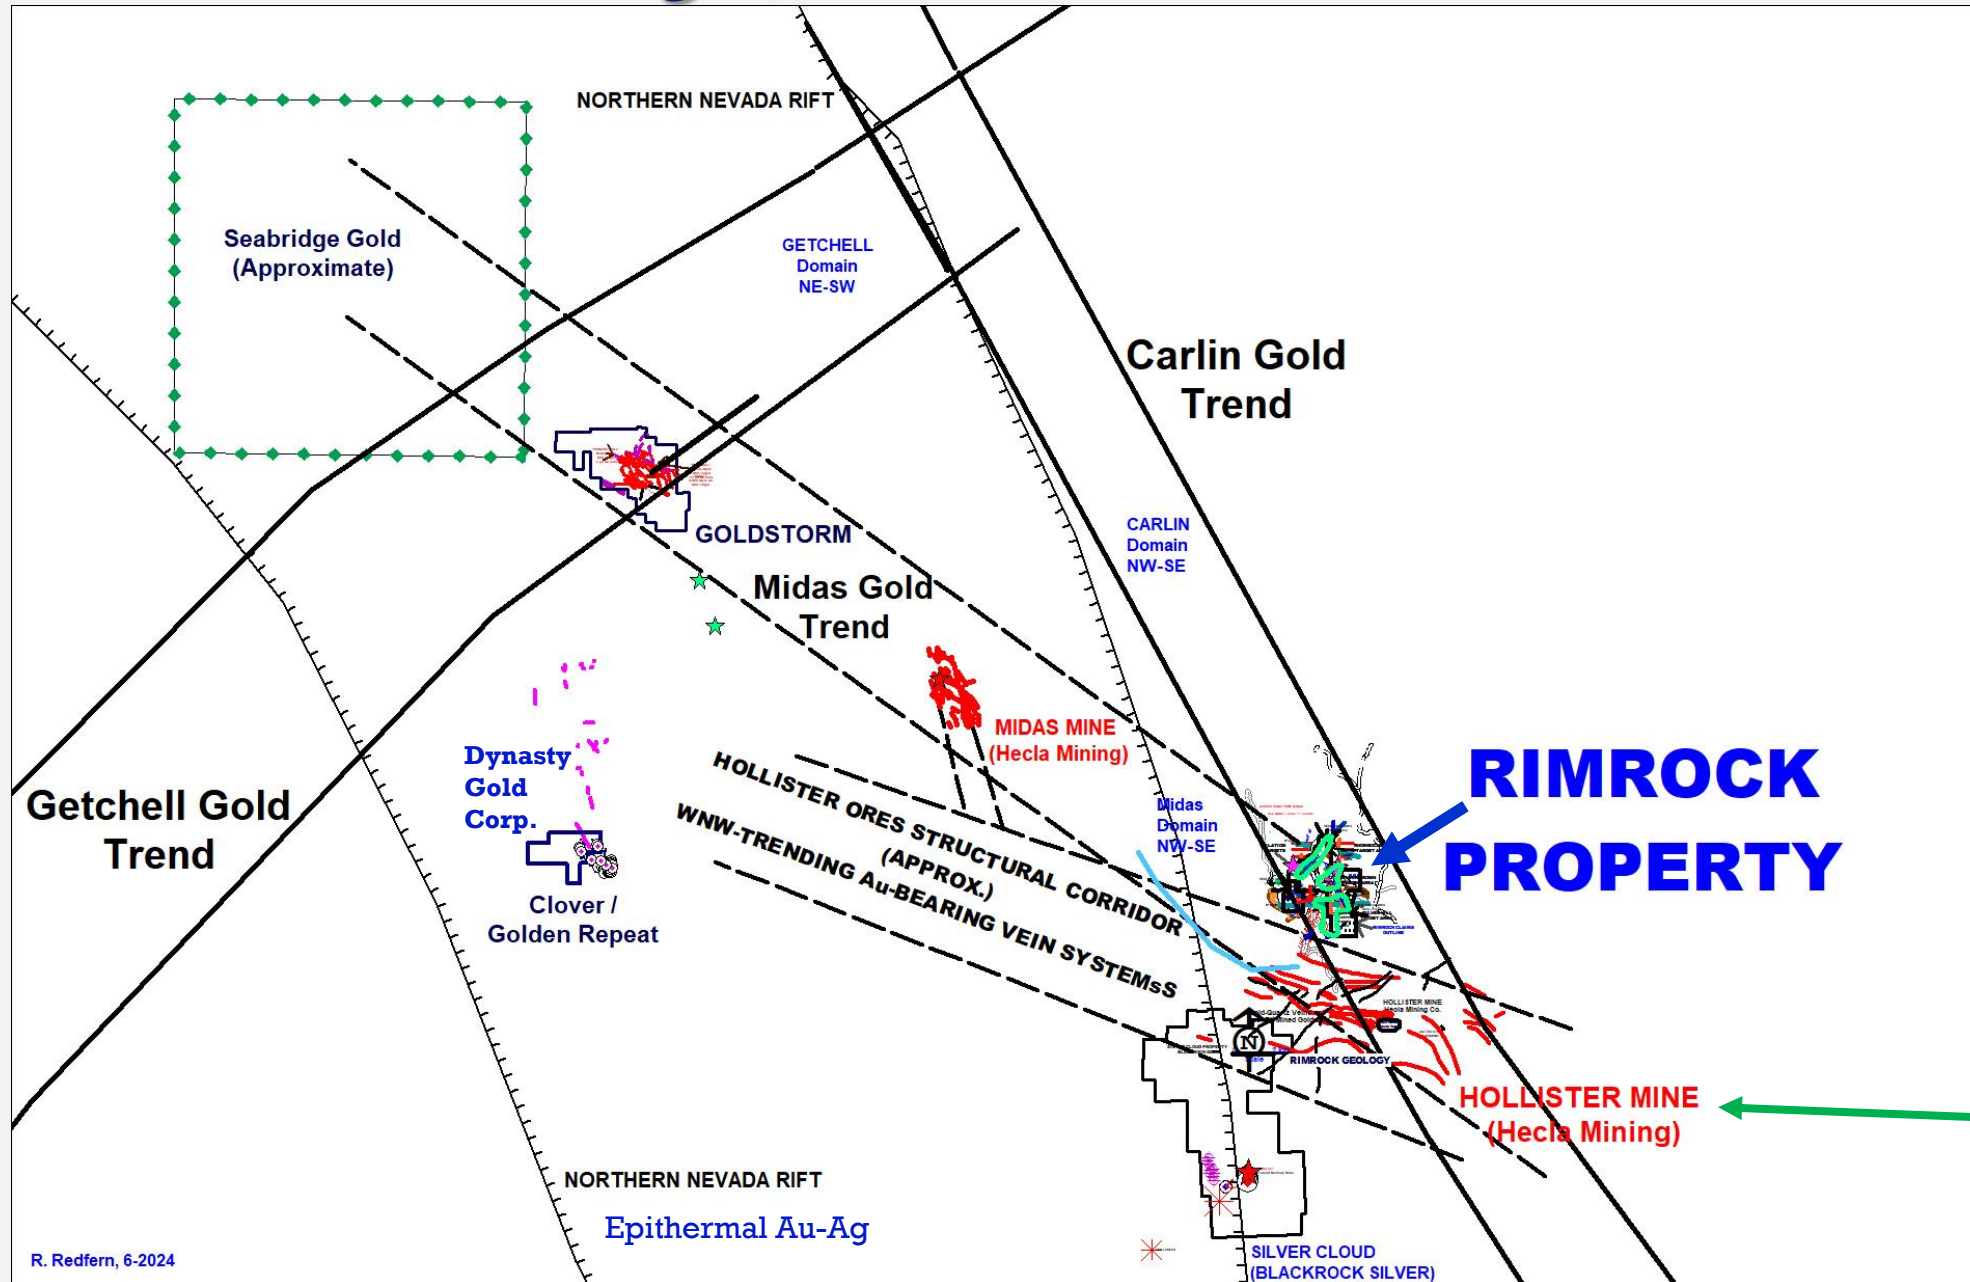 NORTHERN NEVADA RIFT
Seabridge Gold
(Approximate)
GETCHELL
Domain
NE-SW
Carlin Gold
Trend
CARLIN
Domain
NW-SE
GOLDSTORM
Midas Gold
Trend
MIDAS MINE
(Hecla Mining)
Dynasty
Gold
Corp.
RIMROCK
PROPERTY
Getchell Gold
Trend
HOLLISTER ORES STRUCTURAL CORRIDOR
(APPROX.)
WNW-TRENDING Au-BEARING VEIN SYSTEMsS
Midas
Domain
NW-SE
Clover /
Golden Repeat
RIMROCK CLAIMS
OUTLINE
HOLLISTER MINE
Hecla Mining Co.
N
RIMROCK GEOLOGY
HOLLISTER MINE
(Hecla Mining)
NORTHERN NEVADA RIFT
Epithermal Au-Ag
R. Redfern, 6-2024
SILVER CLOUD
(BLACKROCK SILVER)